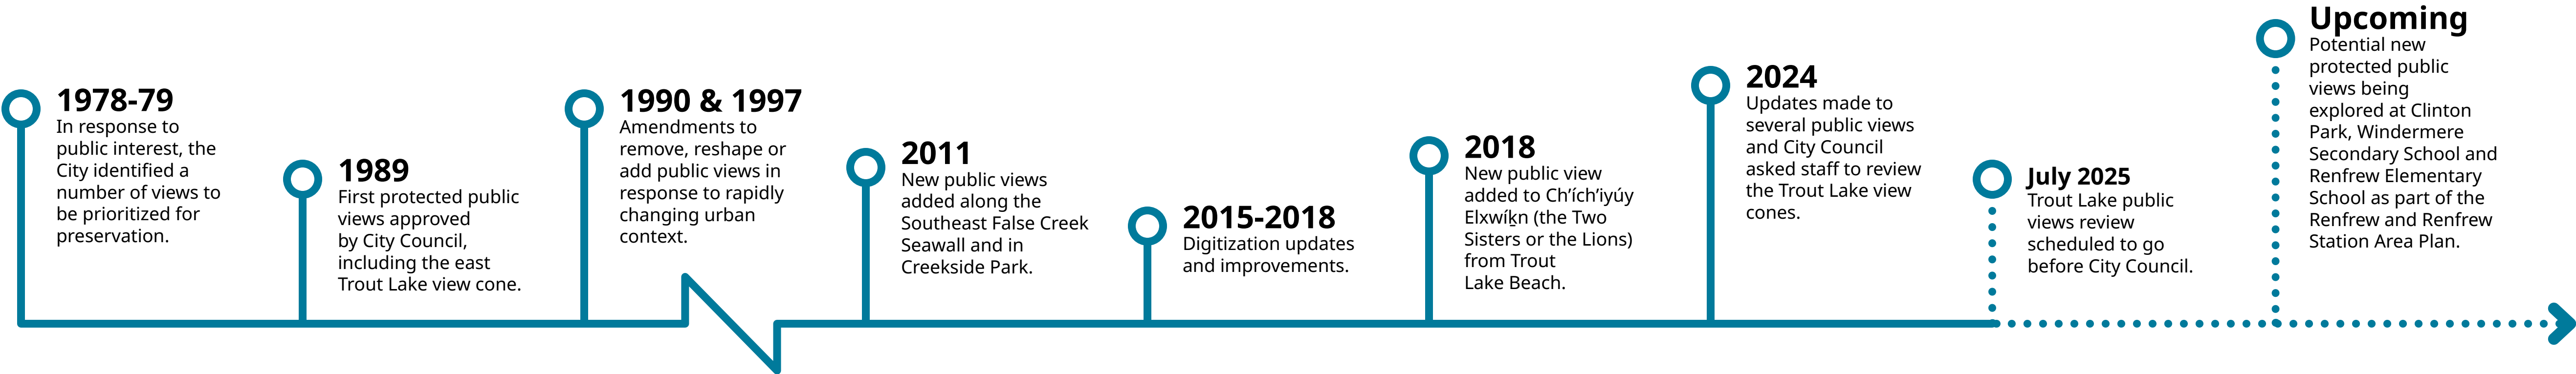 1978-79
In response to
public interest, the
City identified a
number of views to
be prioritized for
preservation.
1989
First protected public
views approved
by City Council,
including the east
Trout Lake view cone.
1990 & 1997
Amendments to
remove, reshape or
add public views in
response to rapidly
changing urban
context.
2011
New public views
added along the
Southeast False Creek
Seawall and in
Creekside Park.
2015-2018
Digitization updates
and improvements.
2018
New public view
added to Ch’ích’iyúy
Elxwíḵn (the Two
Sisters or the Lions)
from Trout
Lake Beach.
2024
Updates made to
several public views
and City Council
asked staff to review
the Trout Lake view
cones.
July 2025
Trout Lake public
views review
scheduled to go
before City Council.
Upcoming
Potential new
protected public
views being
explored at Clinton
Park, Windermere
Secondary School and
Renfrew Elementary
School as part of the
Renfrew and Renfrew
Station Area Plan.